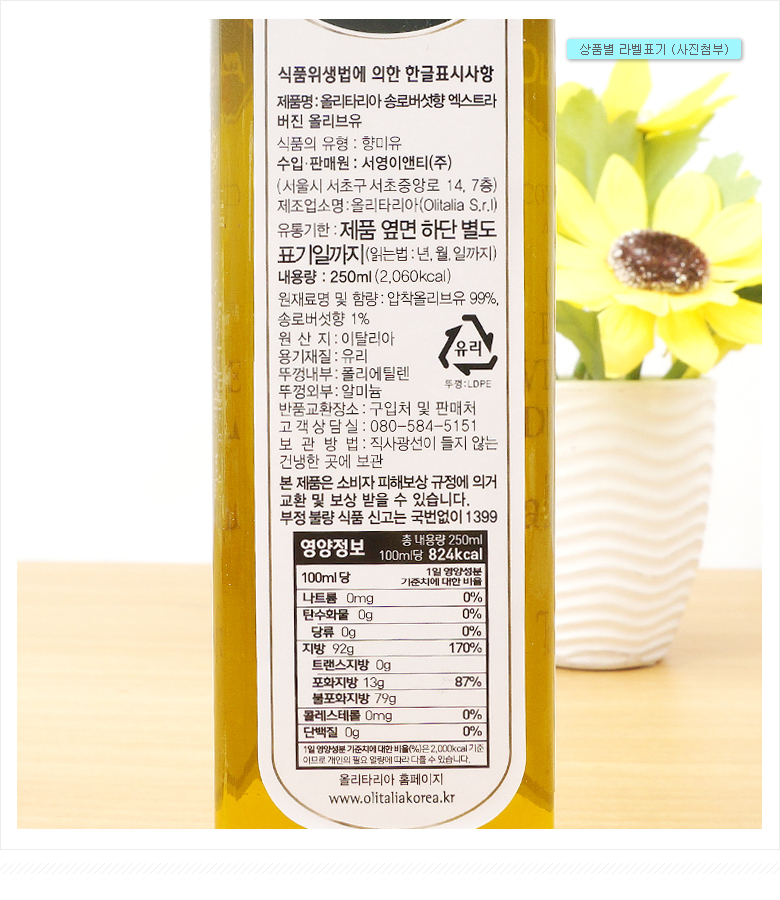 상품별 라벨표기 (사진첨부)
식품위생법에 의한 한글표시사항
제품명 : 올리타리아 송로버섯향 엑스트라
버진 올리브유
식품의 유형 : 향미유
수입·판매원 : 서영이앤티(주)
(서울시 서초구 서초중앙로 14, 7층)
제조업소명 : 올리타리아(Olitalia S.r.l)
유통기한 : 제품 옆면 하단 별도
표기일까지 (읽는법 : 년, 월, 일까지)
내용량 : 250ml (2,060kcal)
원재료명 및 함량 : 압착올리브유 99%,
송로버섯향 1%
원 산 지 : 이탈리아
용기재질 : 유리
뚜껑내부 : 폴리에틸렌
뚜껑외부 : 알미늄
유리
뚜껑:LDPE
반품교환장소 : 구입처 및 판매처
고객상담실 : 080-584-5151
보 관 방 법 : 직사광선이 들지 않는
건냉한 곳에 보관
본 제품은 소비자 피해보상 규정에 의거
교환 및 보상 받을 수 있습니다.
부정 불량 식품 신고는 국번없이 1399
영양정보
총 내용량 250ml
100ml당 824kcal
100ml 당
1일 영양성분
기준치에 대한 비율
나트륨 0mg 0%
탄수화물 0g 0%
당류 0g 0%
지방 92g 170%
트랜스지방 0g
포화지방 13g 87%
불포화지방 79g
콜레스테롤 0mg 0%
단백질 0g 0%
1일 영양성분 기준치에 대한 비율(%)은 2,000kcal 기준
이므로 개인의 필요 열량에 따라 다를 수 있습니다.
올리타리아 홈페이지
www.olitaliakorea.kr